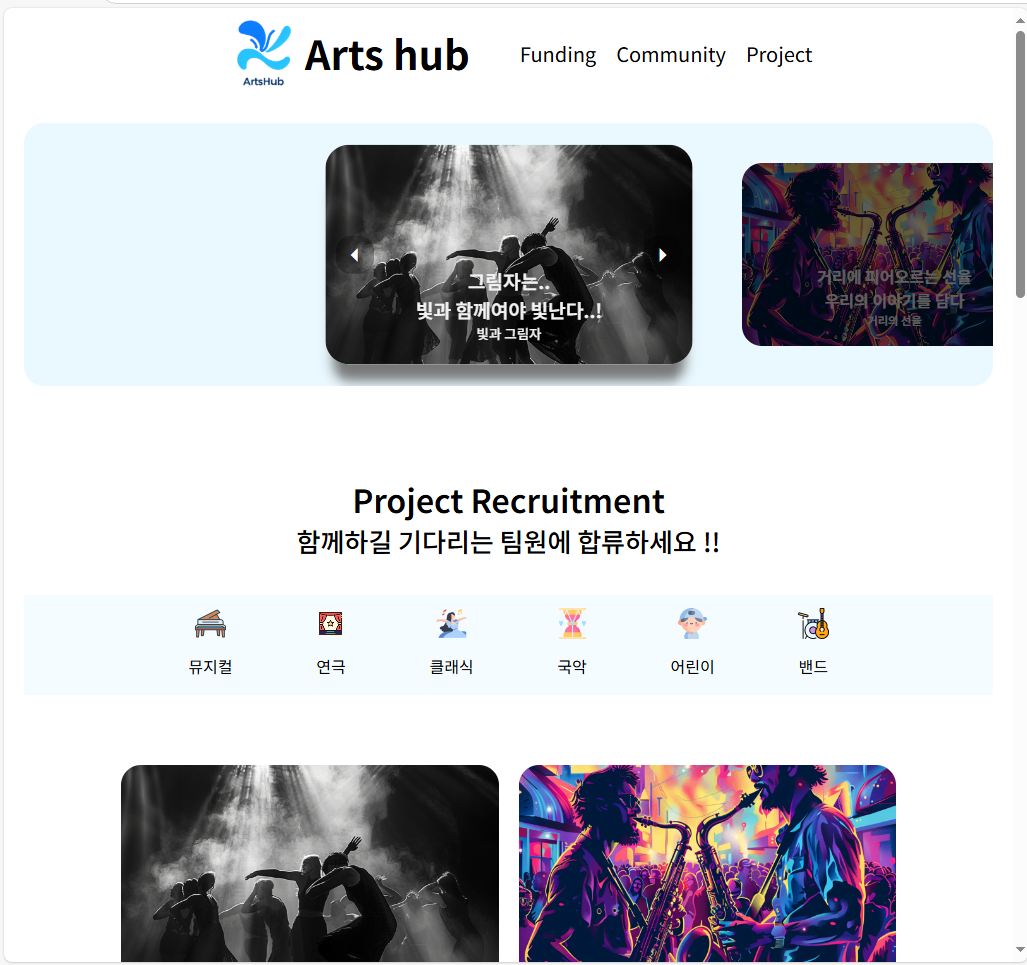 ArtsHub
Arts hub
Funding Community Project
그림자는..
빛과 함께여야 빛난다..!
빛과 그림자
거리에 피어오르는 선율
우리의 이야기를 담다
거리의 선율
Project Recruitment
함께하길 기다리는 팀원에 합류하세요 !!
뮤지컬 연극 클래식 국악 어린이 밴드